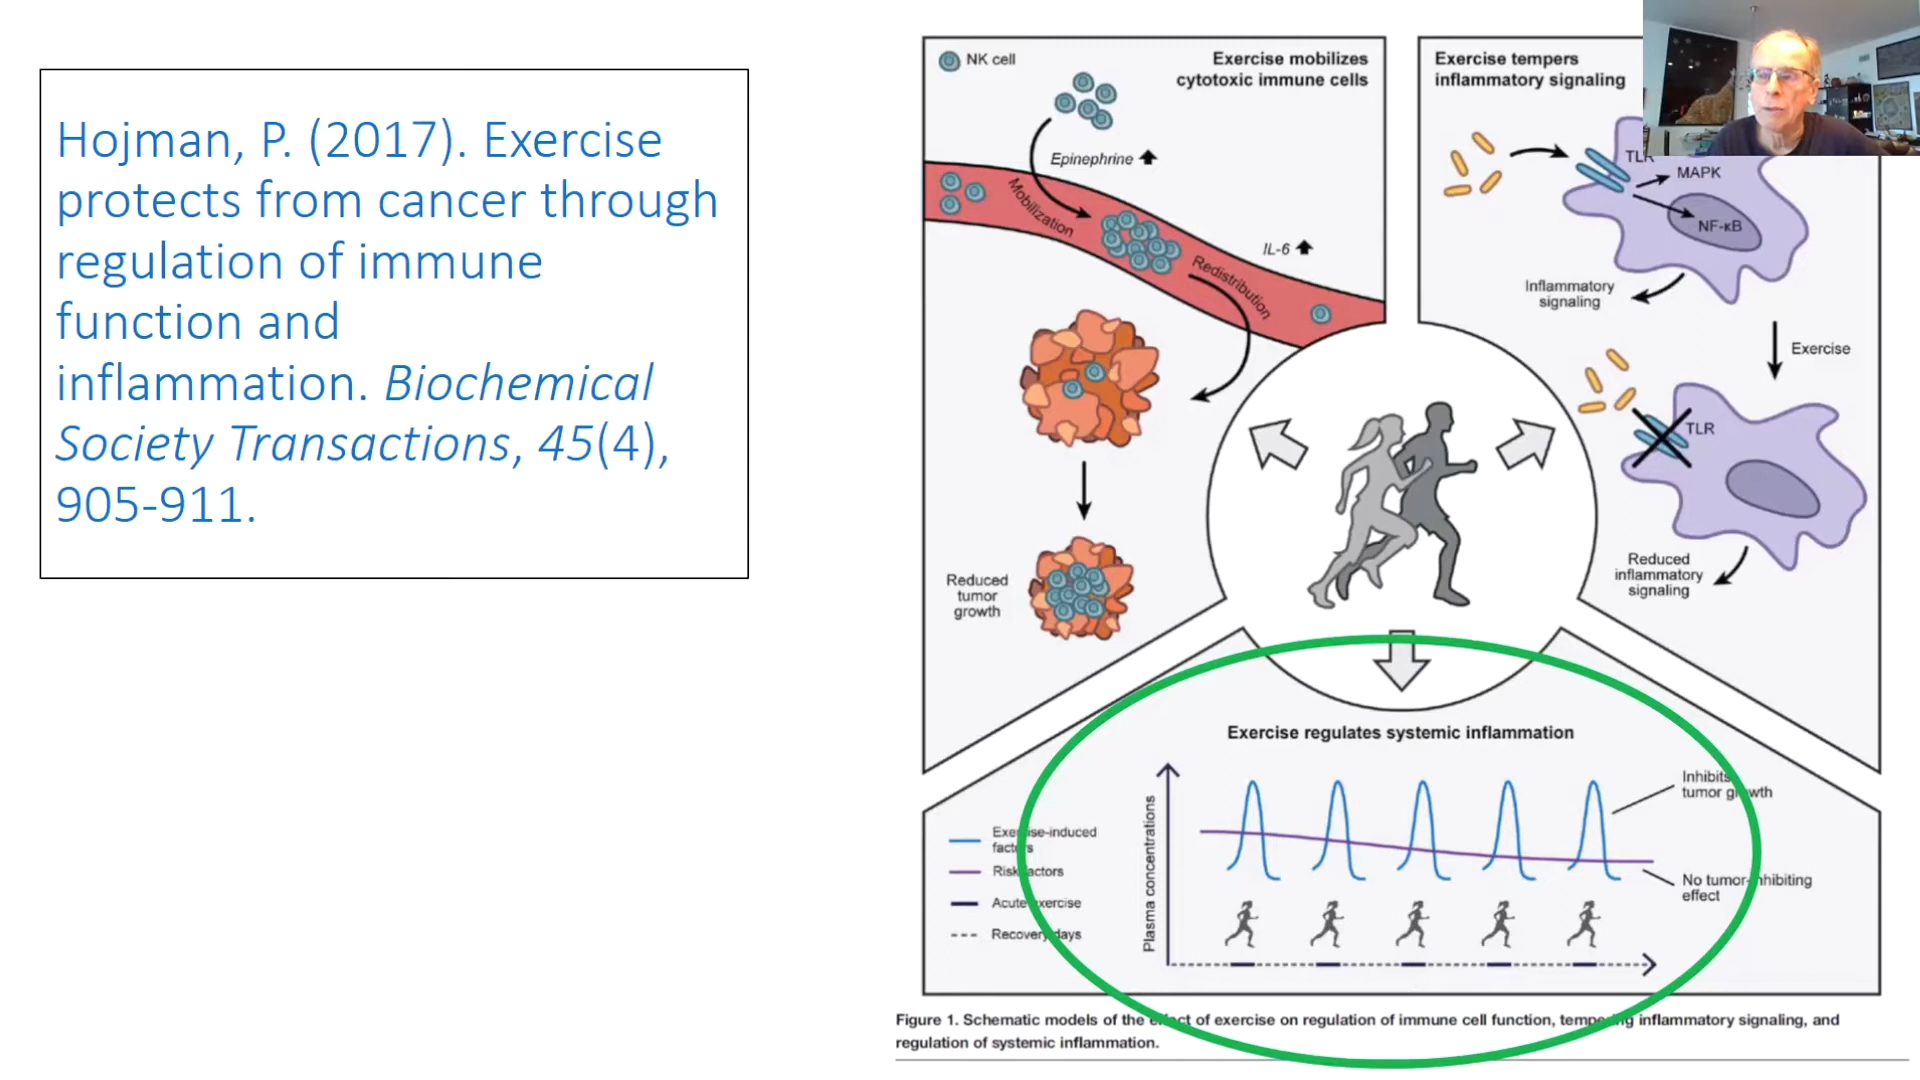 Hojman, P. (2017). Exercise
protects from cancer through
regulation of immune
function and
inflammation. Biochemical
Society Transactions, 45(4),
905-911.
NK cell
Exercise mobilizes
cytotoxic immune cells
Epinephrine
Mobilization
IL-6
Redistribution
Reduced
tumor
growth
Exercise tempers
inflammatory signaling
TLR
MAPK
NF-κB
Inflammatory
signaling
Exercise
TLR
Reduced
inflammatory
signaling
Exercise regulates systemic inflammation
Plasma concentrations
Inhibits
tumor growth
No tumor-inhibiting
effect
Exercise-induced
factors
Risk factors
Acute exercise
Recovery days
Figure 1. Schematic models of the effect of exercise on regulation of immune cell function, tempering inflammatory signaling, and
regulation of systemic inflammation.